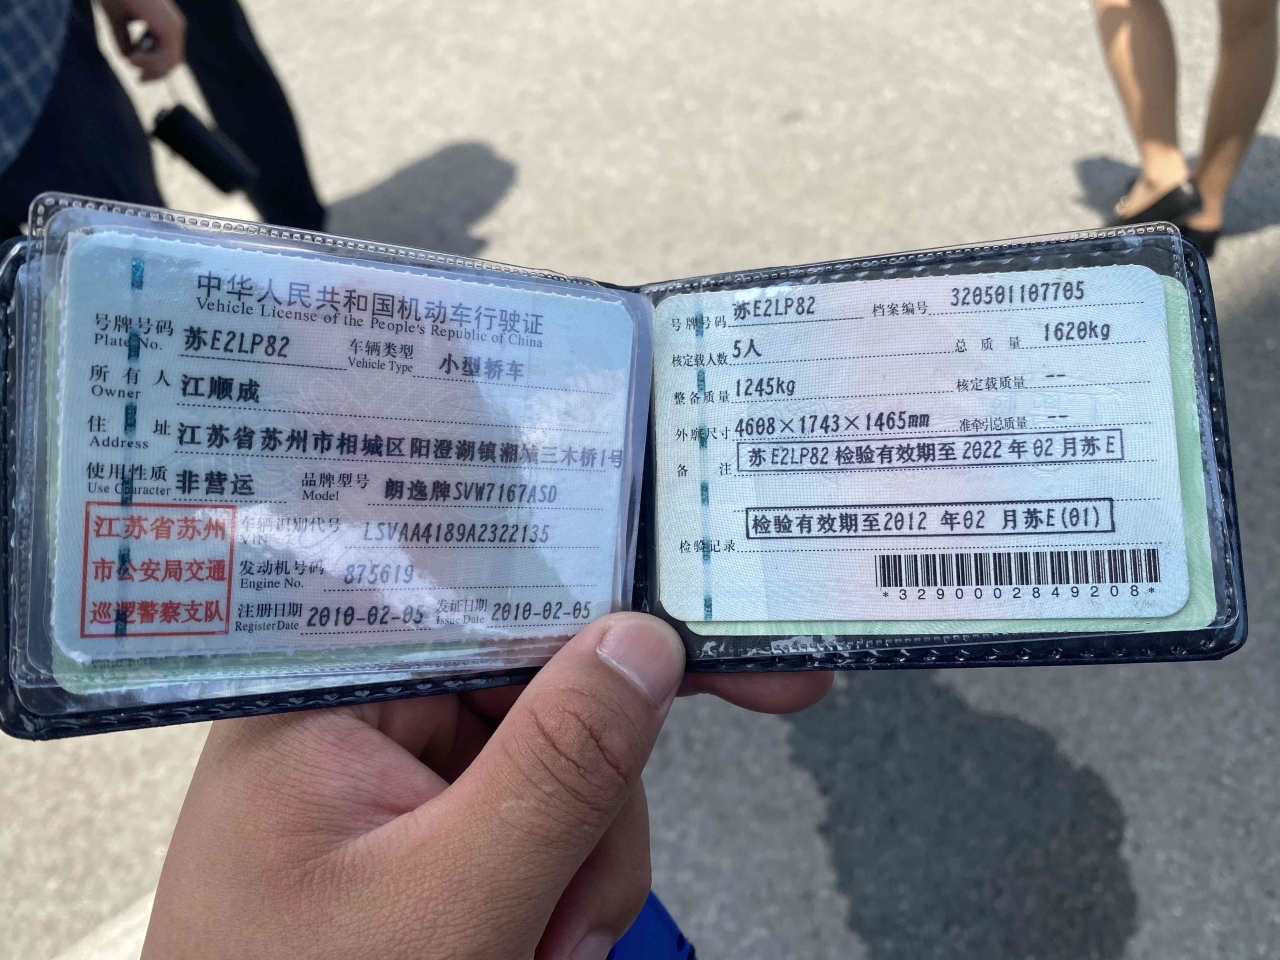 中华人民共和国机动车行驶证
Vehicle License of the People's Republic of China
号牌号码 苏E2LP82 车辆类型 小型轿车
Plate No. Vehicle Type
所有人 江顺成
Owner
住址 江苏省苏州市相城区阳澄湖镇湘城三木桥1号
Address
使用性质 非营运 品牌型号 朗逸牌SVW7167ASD
Use Character Model
江苏省苏州
市公安局交通
巡逻警察支队
车辆识别代号 LSVAA4189A2322135
VIN
发动机号码 875619
Engine No.
注册日期 2010-02-05 发证日期 2010-02-05
Register Date Issue Date
号牌号码 苏E2LP82 档案编号 320501107705
核定载人数 5人 总质量 1620kg
整备质量 1245kg 核定载质量 --
外廓尺寸 4608×1743×1465mm 准牵引总质量 --
备注 苏E2LP82检验有效期至2022年02月苏E
检验有效期至2012年02月苏E(01)
检验记录
*3290002849208*